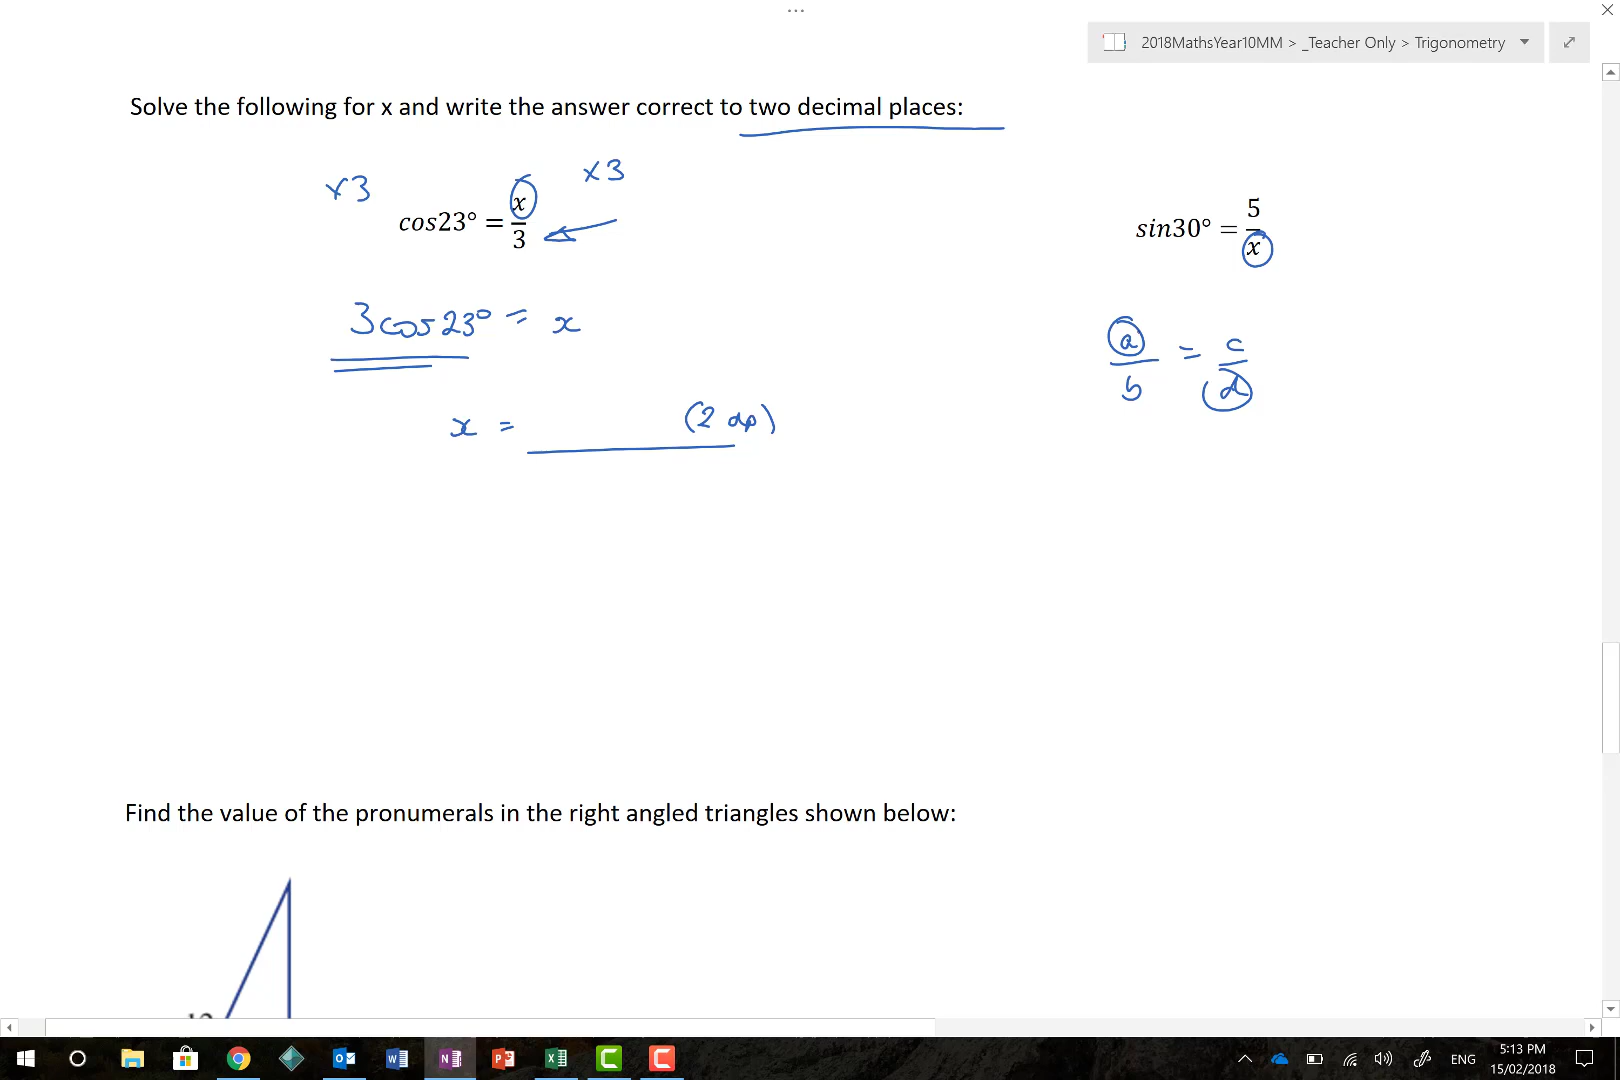 2018MathsYear10MM > _Teacher Only > Trigonometry
Solve the following for x and write the answer correct to two decimal places:
×3
×3
cos23° = x/3
3cos23° = x
x = (2 dp)
sin30° = 5/x
a/b = c/d
Find the value of the pronumerals in the right angled triangles shown below:
ENG
5:13 PM
15/02/2018